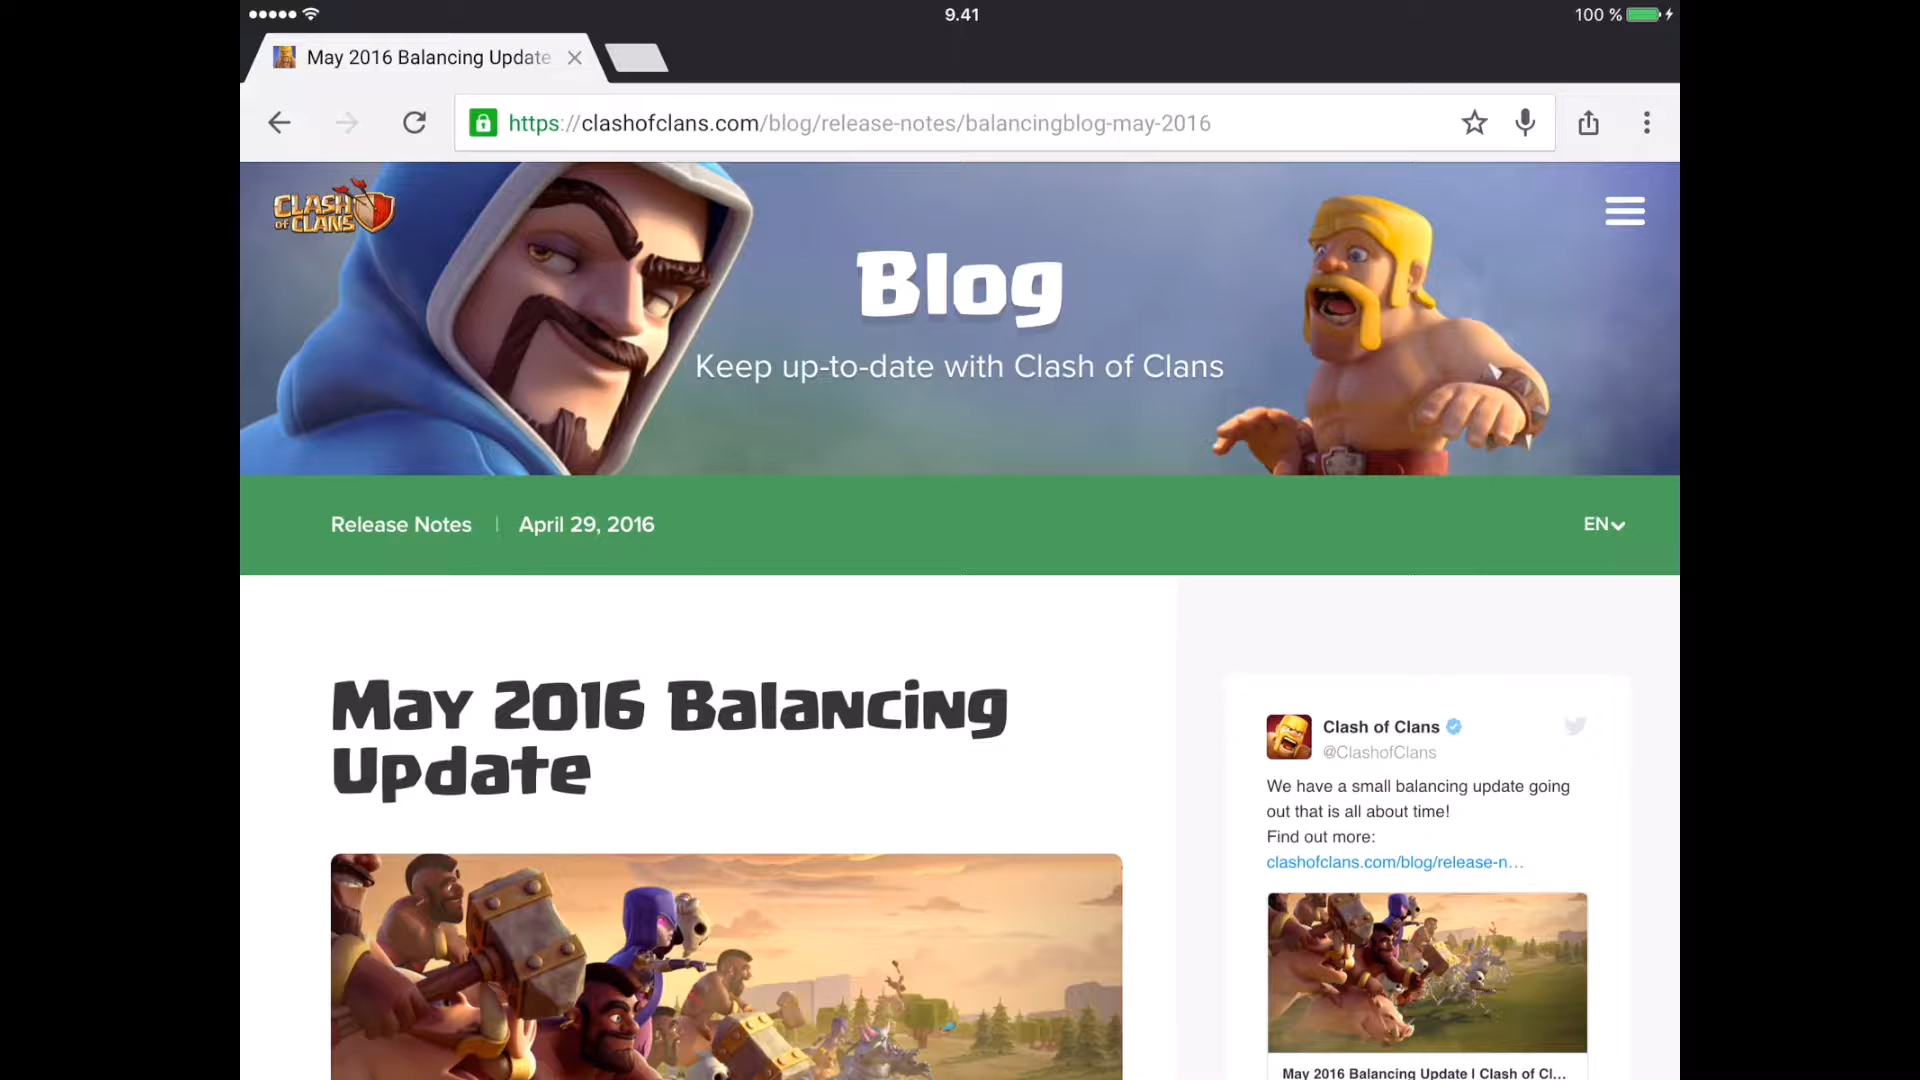 9.41
100 %
May 2016 Balancing Update
https://clashofclans.com/blog/release-notes/balancingblog-may-2016
CLASH
OF CLANS
Blog
Keep up-to-date with Clash of Clans
Release Notes | April 29, 2016
EN
May 2016 Balancing
Update
Clash of Clans
@ClashofClans
We have a small balancing update going
out that is all about time!
Find out more:
clashofclans.com/blog/release-n…
May 2016 Balancing Update | Clash of Cl…